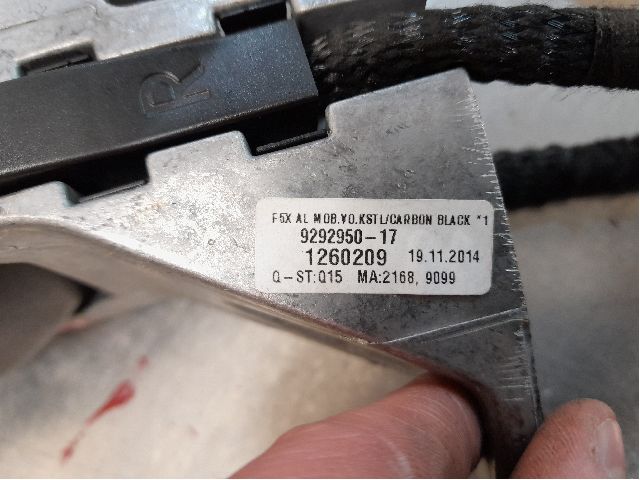 R
F5X AL MOB.VO.KSTL/CARBON BLACK *1
9292950-17
1260209 19.11.2014
Q-ST:Q15 MA:2168, 9099